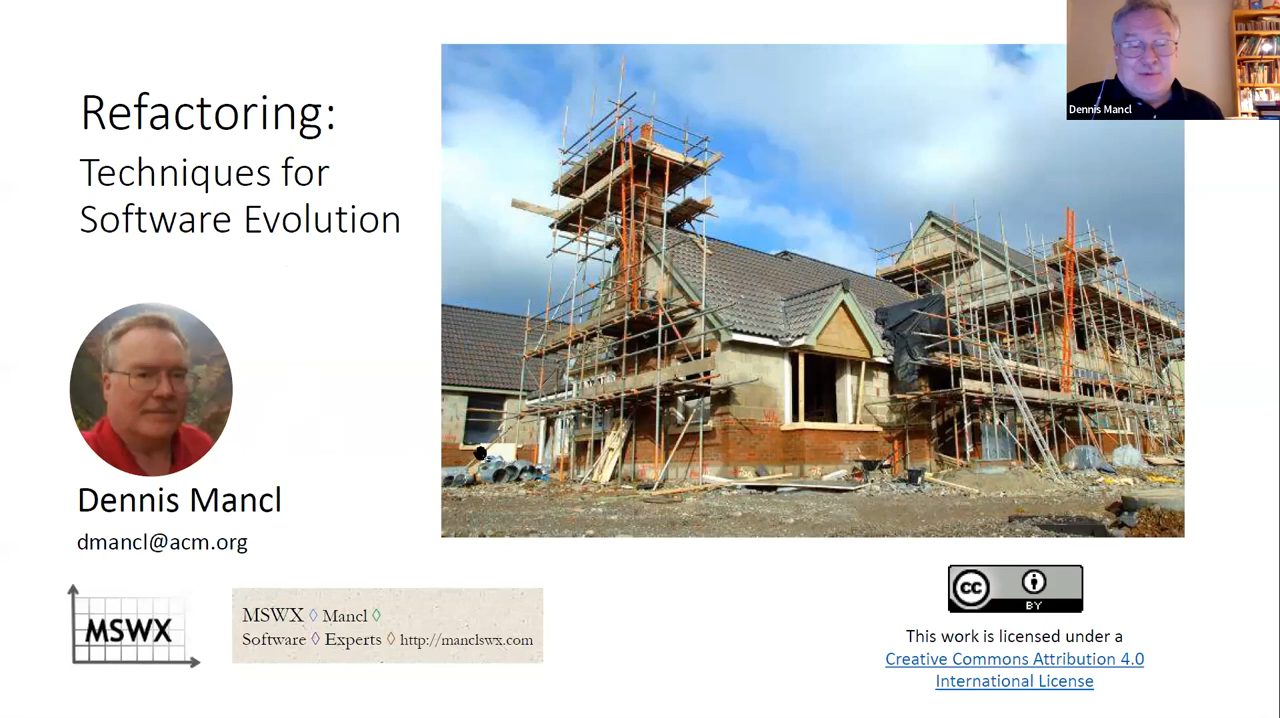 Refactoring:
Techniques for
Software Evolution
Dennis Mancl
Dennis Mancl
dmancl@acm.org
MSWX
MSWX ◊ Mancl ◊
Software ◊ Experts ◊ http://manclswx.com
cc
BY
This work is licensed under a
Creative Commons Attribution 4.0
International License